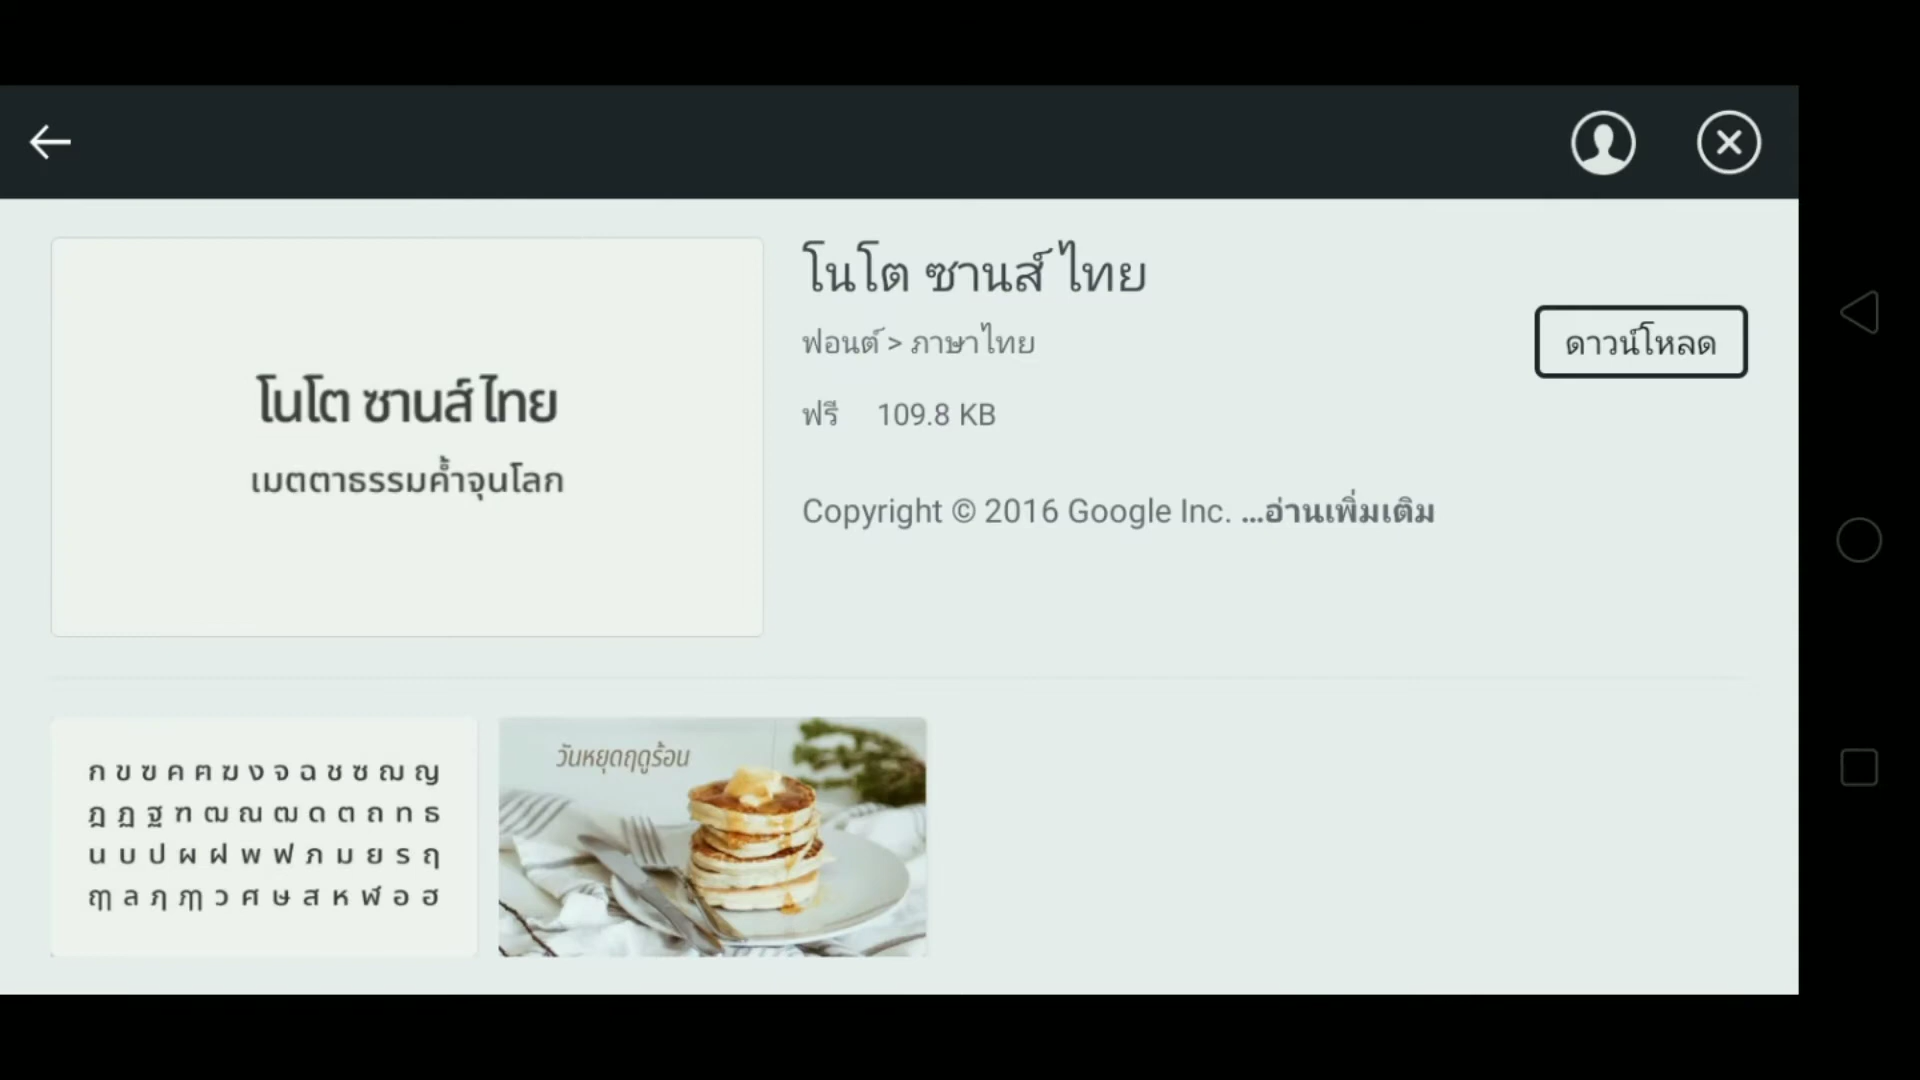 โนโต ซานส์ ไทย
เมตตาธรรมค้ำจุนโลก
โนโต ซานส์ ไทย
ฟอนต์ > ภาษาไทย
ฟรี 109.8 KB
ดาวน์โหลด
Copyright © 2016 Google Inc. ...อ่านเพิ่มเติม
ก ข ฃ ค ฅ ฆ ง จ ฉ ช ซ ฌ ญ
ฎ ฏ ฐ ฑ ฒ ณ ฒ ด ต ถ ท ธ
น บ ป ผ ฝ พ ฟ ภ ม ย ร ฤ
ฤๅ ล ฦ ฦๅ ว ศ ษ ส ห ฬ อ ฮ
วันหยุดฤดูร้อน